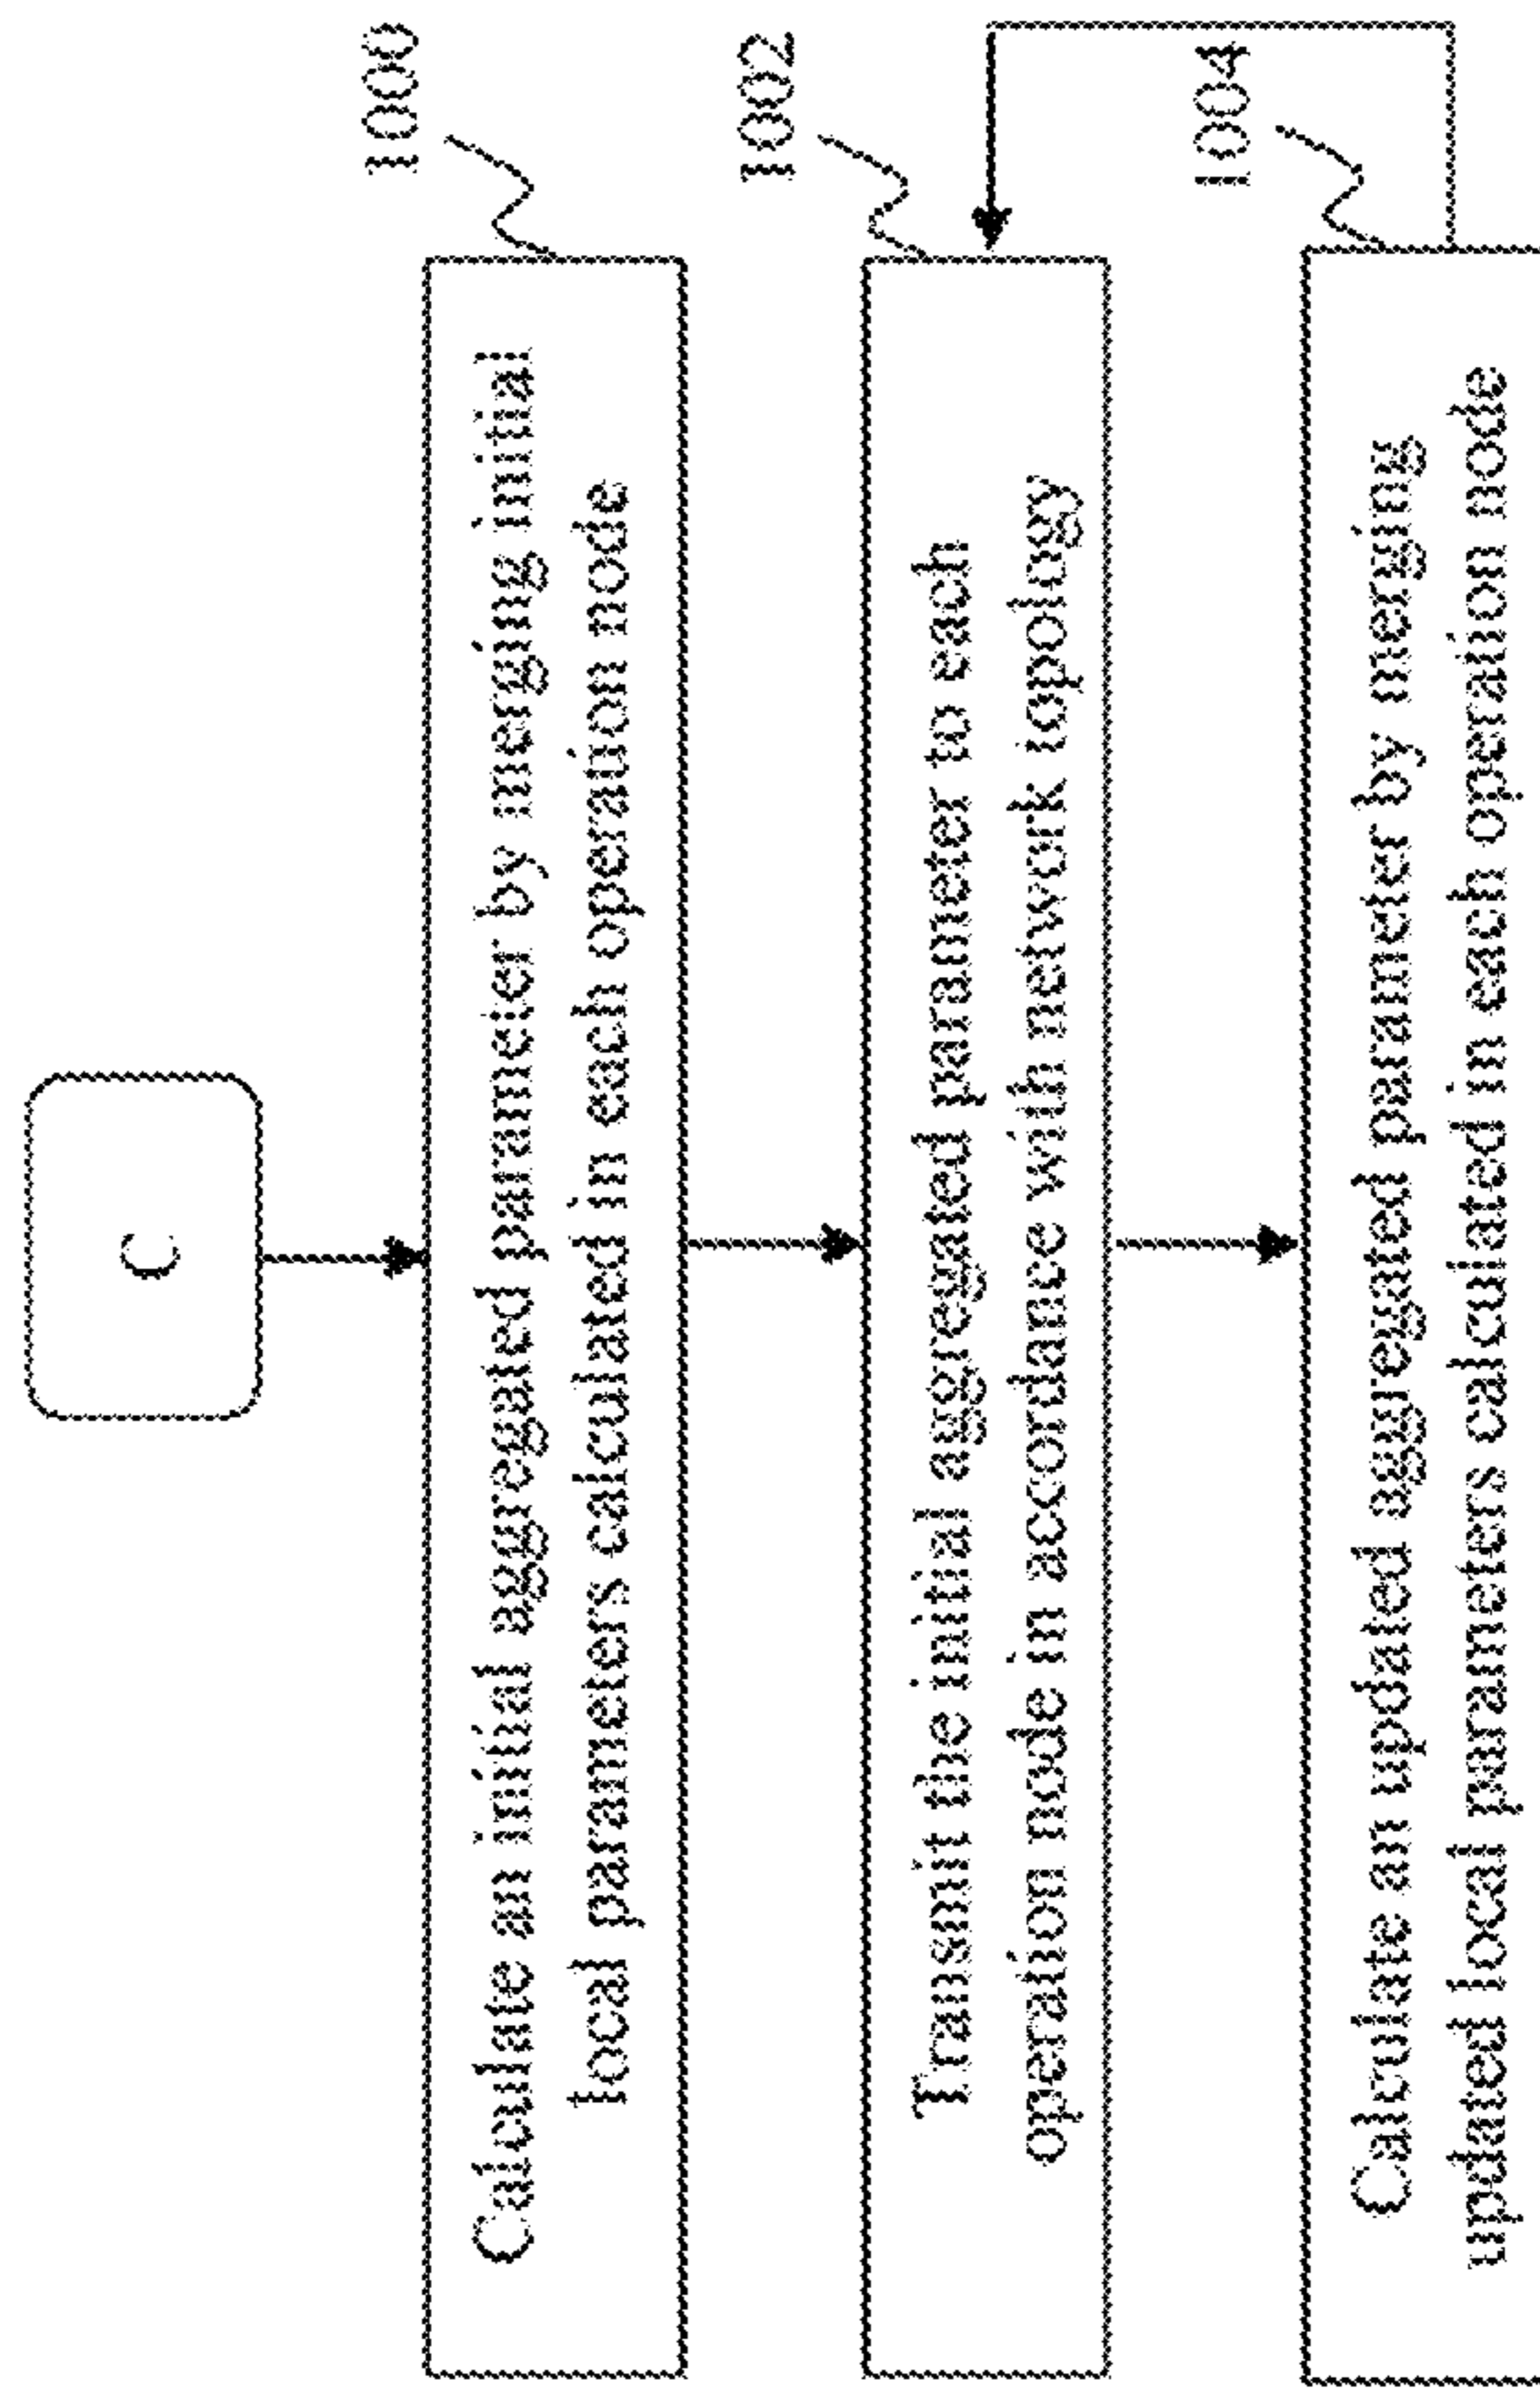 C
1000
Calculate an initial aggregated parameter by merging initial
local parameters calculated in each operation node
1002
Transmit the initial aggregated parameter to each
operation node in accordance with network topology
1004
Calculate an updated aggregated parameter by merging
updated local parameters calculated in each operation node